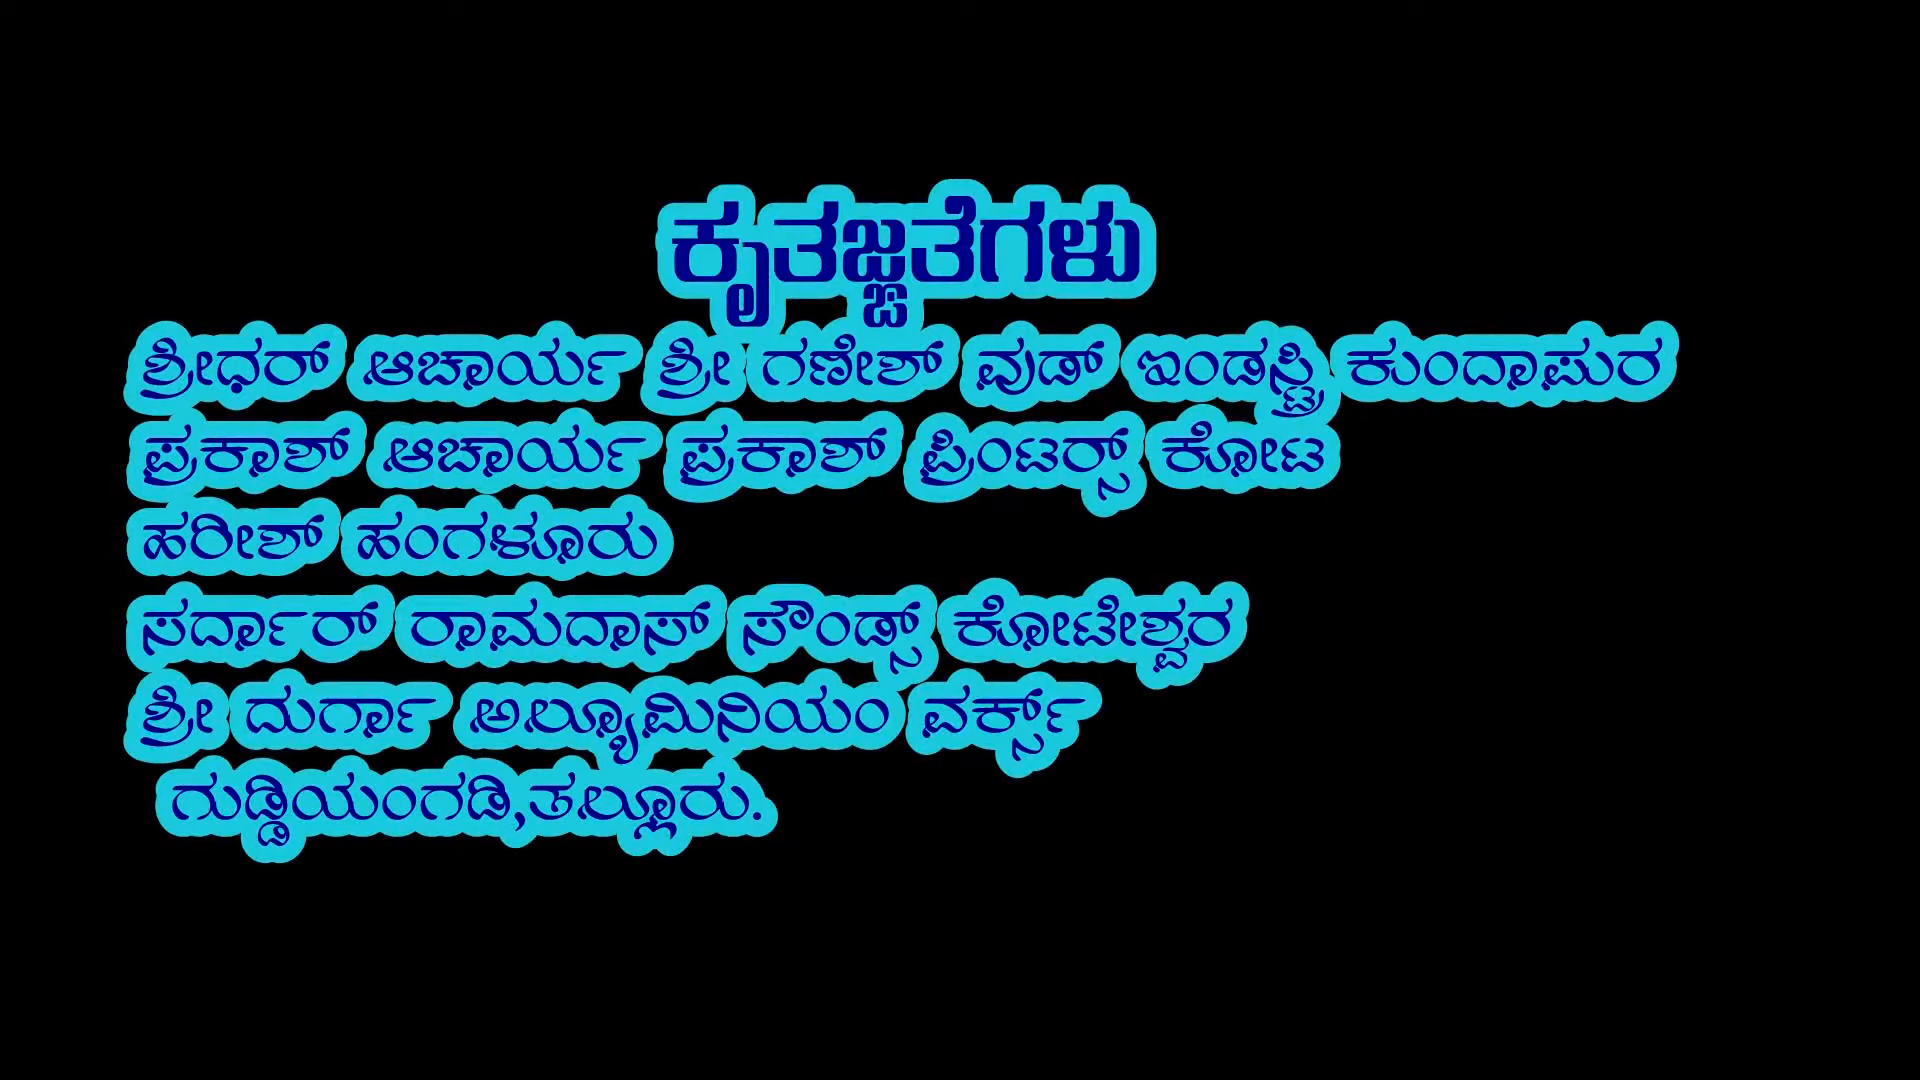 ಕೃತಜ್ಞತೆಗಳು
ಶ್ರೀಧರ್ ಆಚಾರ್ಯ ಶ್ರೀ ಗಣೇಶ್ ವುಡ್ ಇಂಡಸ್ಟ್ರಿ ಕುಂದಾಪುರ
ಪ್ರಕಾಶ್ ಆಚಾರ್ಯ ಪ್ರಕಾಶ್ ಪ್ರಿಂಟರ್‍ಸ್ ಕೋಟ
ಹರೀಶ್ ಹಂಗಳೂರು
ಸರ್ದಾರ್ ರಾಮದಾಸ್ ಸೌಂಡ್ಸ್ ಕೋಟೇಶ್ವರ
ಶ್ರೀ ದುರ್ಗಾ ಅಲ್ಯೂಮಿನಿಯಂ ವರ್ಕ್ಸ್
ಗುಡ್ಡಿಯಂಗಡಿ,ತಲ್ಲೂರು.